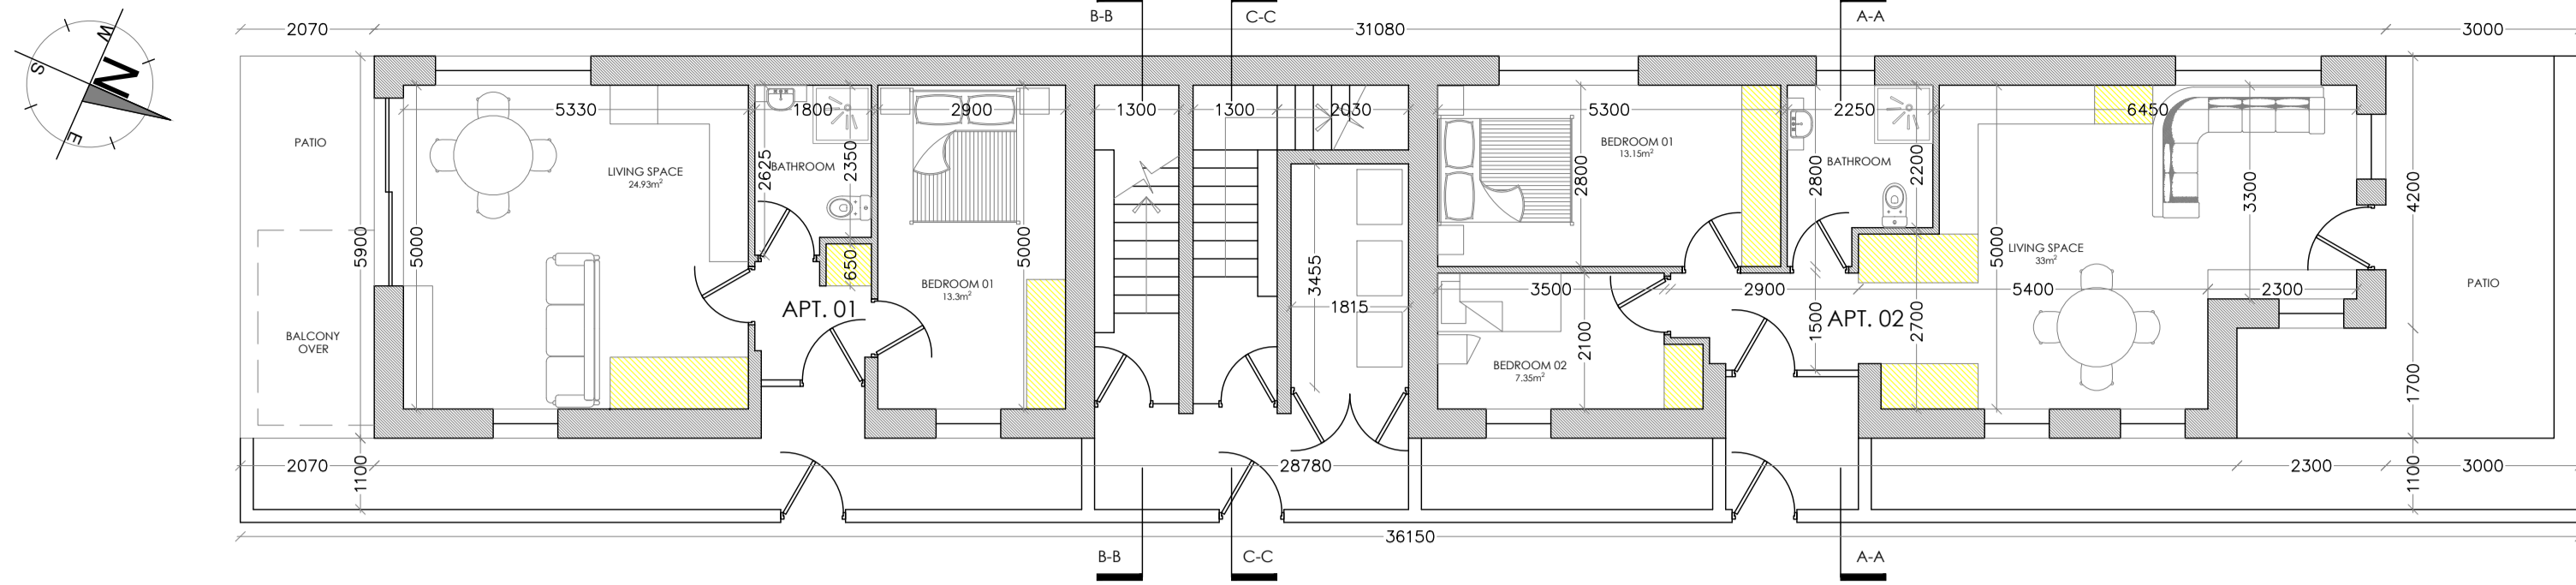 B-B
C-C
A-A
2070
31080
3000
W
N
S
E
5330
1800
2900
1300
1300
2030
5300
2250
6450
PATIO
LIVING SPACE
24.93m²
BATHROOM
2625
2350
650
5900
5000
BEDROOM 01
13.3m²
5000
APT. 01
BALCONY
OVER
3455
1815
BEDROOM 01
13.15m²
2800
2800
BATHROOM
2200
3300
4200
LIVING SPACE
33m²
5000
3500
2900
5400
2300
PATIO
1500
APT. 02
2700
BEDROOM 02
7.35m²
2100
1700
2070
1100
28780
2300
3000
1100
36150
B-B
C-C
A-A